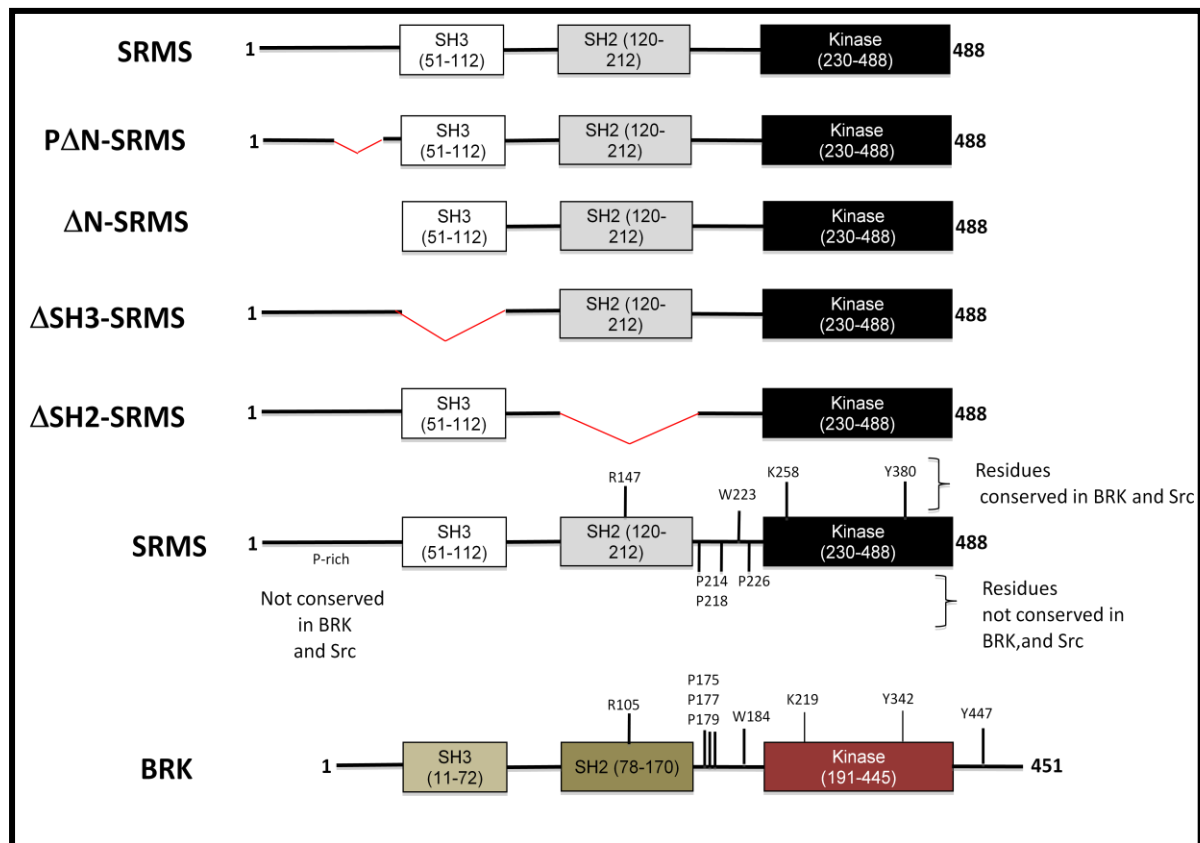 SRMS 1 SH3 SH2 (120- Kinase 488
(51-112) 212) (230-488)
PΔN-SRMS 1 SH3 SH2 (120- Kinase 488
(51-112) 212) (230-488)
ΔN-SRMS SH3 SH2 (120- Kinase 488
(51-112) 212) (230-488)
ΔSH3-SRMS 1 SH2 (120- Kinase 488
212) (230-488)
ΔSH2-SRMS 1 SH3 Kinase 488
(51-112) (230-488)
R147 W223 K258 Y380
Residues
conserved in BRK and Src
SRMS 1 SH3 SH2 (120- Kinase 488
(51-112) 212) (230-488)
P-rich
P214 P226
P218
Not conserved
in BRK
and Src
Residues
not conserved in
BRK,and Src
R105
P175
P177
P179
W184 K219 Y342 Y447
BRK 1 SH3 SH2 (78-170) Kinase 451
(11-72) (191-445)